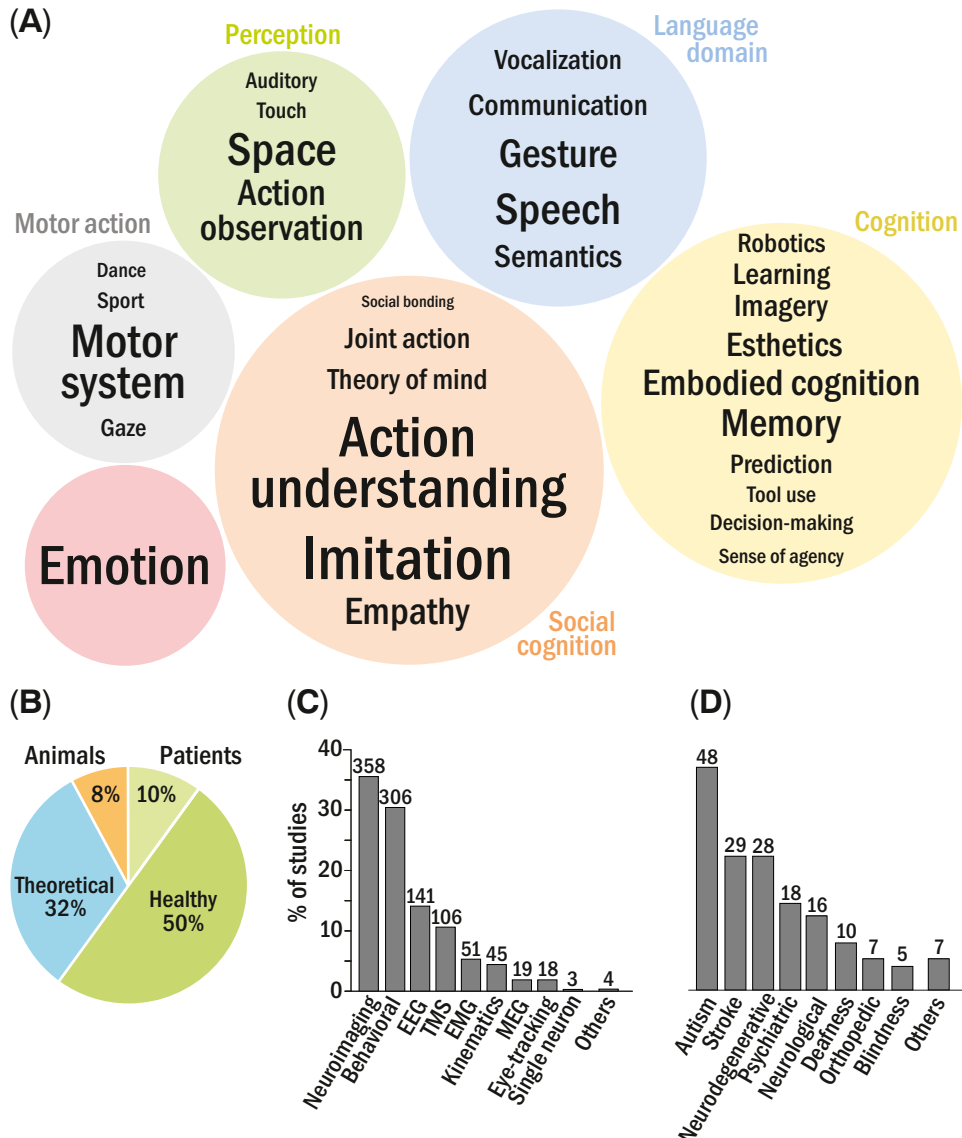 (A)
Perception
Auditory
Touch
Space
Action
observation
Language
domain
Vocalization
Communication
Gesture
Speech
Semantics
Motor action
Dance
Sport
Motor
system
Gaze
Cognition
Robotics
Learning
Imagery
Esthetics
Embodied cognition
Memory
Prediction
Tool use
Decision-making
Sense of agency
Social bonding
Joint action
Theory of mind
Action
understanding
Imitation
Empathy
Social
cognition
Emotion
(B)
Animals
Patients
8%
10%
Theoretical
32%
Healthy
50%
(C)
% of studies
40
30
20
10
0
358
306
141
106
51
45
19
18
3
4
Neuroimaging
Behavioral
EEG
TMS
EMG
Kinematics
MEG
Eye-tracking
Single neuron
Others
(D)
48
29
28
18
16
10
7
5
7
Autism
Stroke
Neurodegenerative
Psychiatric
Neurological
Deafness
Orthopedic
Blindness
Others